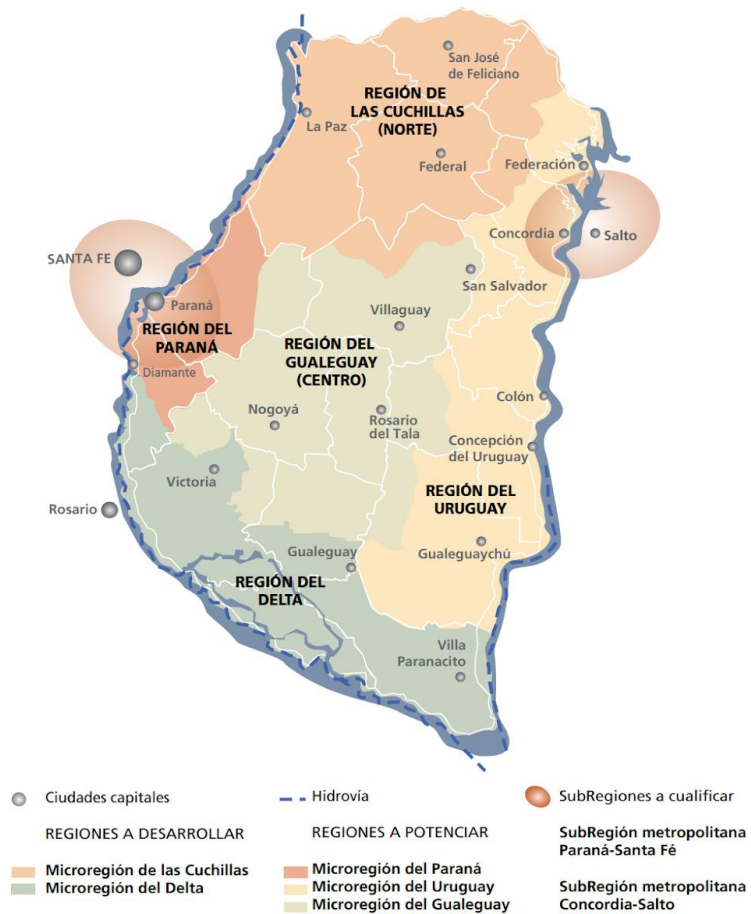 San José
de Feliciano
REGIÓN DE
LAS CUCHILLAS
(NORTE)
La Paz
Federal
Federación
SANTA FE
Concordia
Salto
San Salvador
Paraná
REGIÓN DEL
PARANÁ
Villaguay
REGIÓN DEL
GUALEGUAY
(CENTRO)
Diamante
Colón
Nogoyá
Rosario
del Tala
Concepción
del Uruguay
Victoria
REGIÓN DEL
URUGUAY
Rosario
Gualeguay
Gualeguaychú
REGIÓN DEL
DELTA
Villa
Paranacito
Ciudades capitales
Hidrovía
SubRegiones a cualificar
REGIONES A DESARROLLAR
REGIONES A POTENCIAR
SubRegión metropolitana
Paraná-Santa Fé
Microregión de las Cuchillas
Microregión del Delta
Microregión del Paraná
Microregión del Uruguay
Microregión del Gualeguay
SubRegión metropolitana
Concordia-Salto